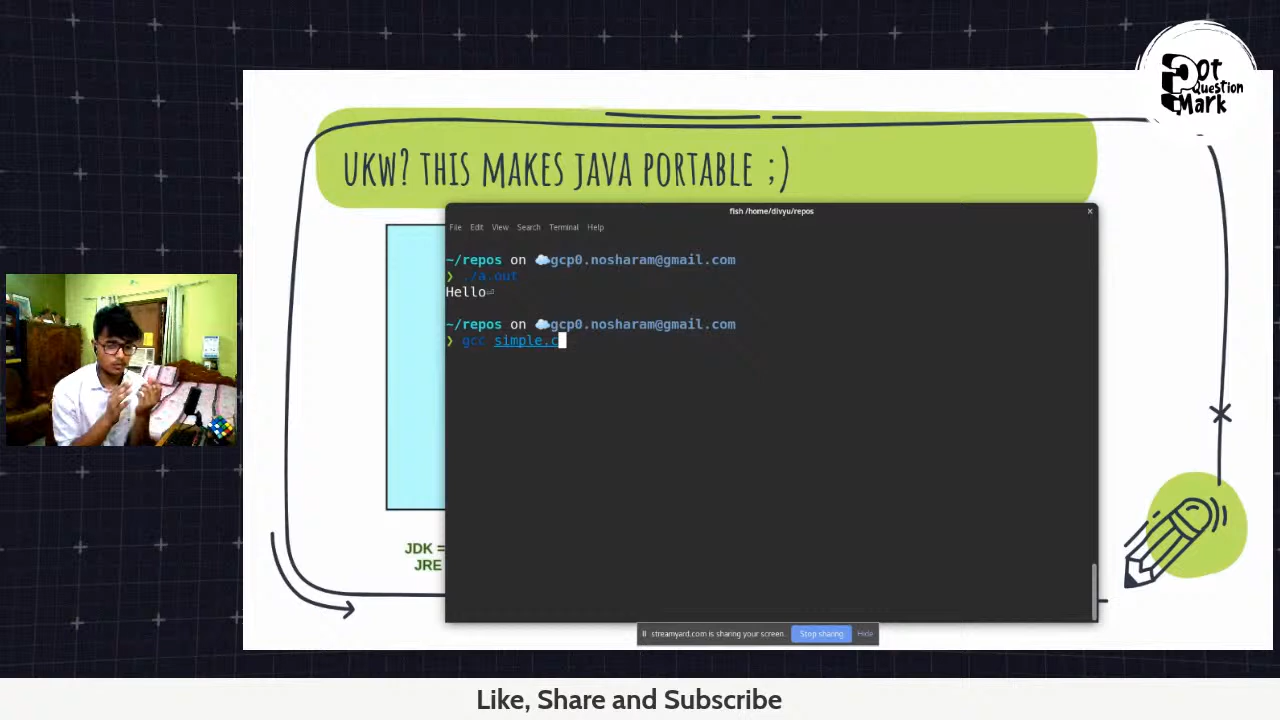 Dot
Question
Mark
UKW? THIS MAKES JAVA PORTABLE ;)
fish /home/divyu/repos
File Edit View Search Terminal Help
~/repos on ☁️gcp0.nosharam@gmail.com
❯ ./a.out
Hello⏎
~/repos on ☁️gcp0.nosharam@gmail.com
❯ gcc simple.c
JDK =
JRE
streamyard.com is sharing your screen. Stop sharing Hide
Like, Share and Subscribe